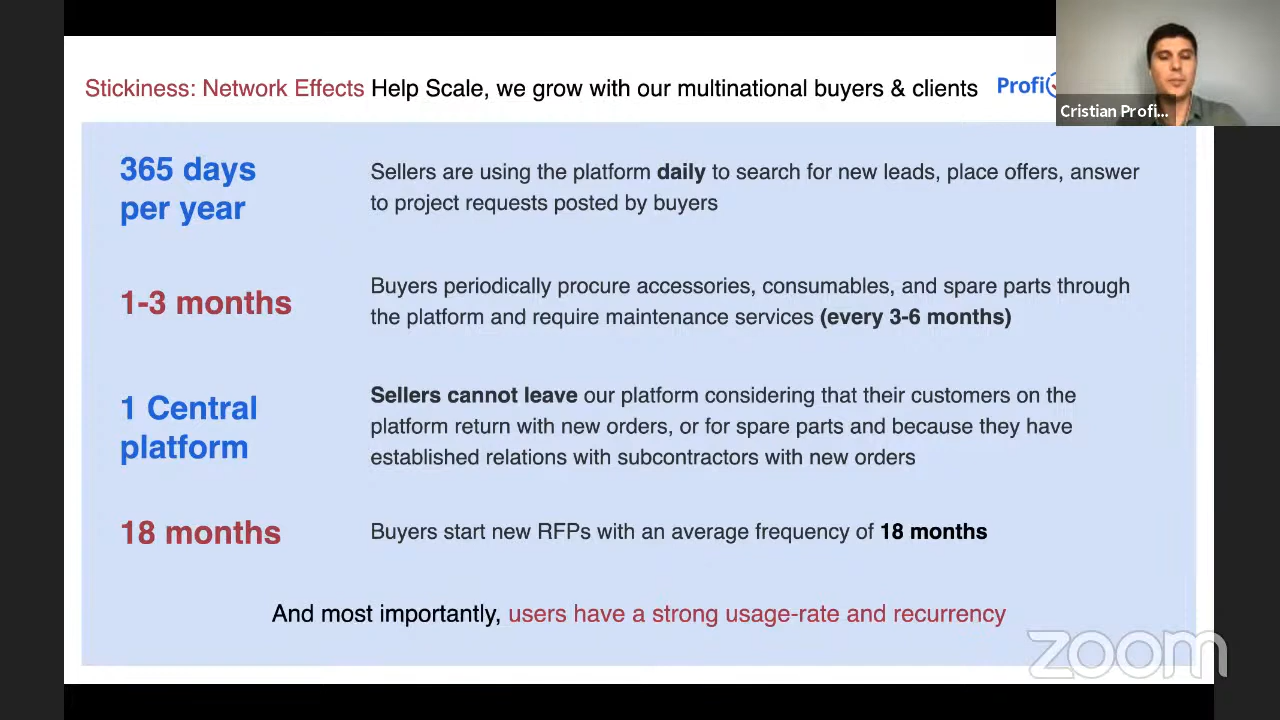 Stickiness: Network Effects Help Scale, we grow with our multinational buyers & clients
Profi
Cristian Profi...
365 days
per year
Sellers are using the platform daily to search for new leads, place offers, answer
to project requests posted by buyers
1-3 months
Buyers periodically procure accessories, consumables, and spare parts through
the platform and require maintenance services (every 3-6 months)
1 Central
platform
Sellers cannot leave our platform considering that their customers on the
platform return with new orders, or for spare parts and because they have
established relations with subcontractors with new orders
18 months
Buyers start new RFPs with an average frequency of 18 months
And most importantly, users have a strong usage-rate and recurrency
zoom